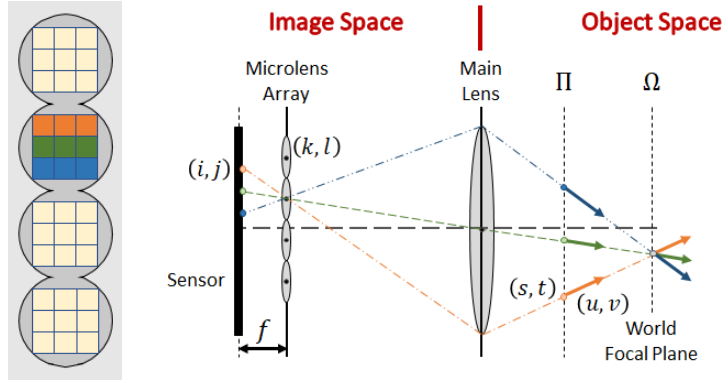 Image Space
Object Space
Microlens
Array
Main
Lens
Π
Ω
(k, l)
(i, j)
Sensor
(s, t)
(u, v)
f
World
Focal Plane